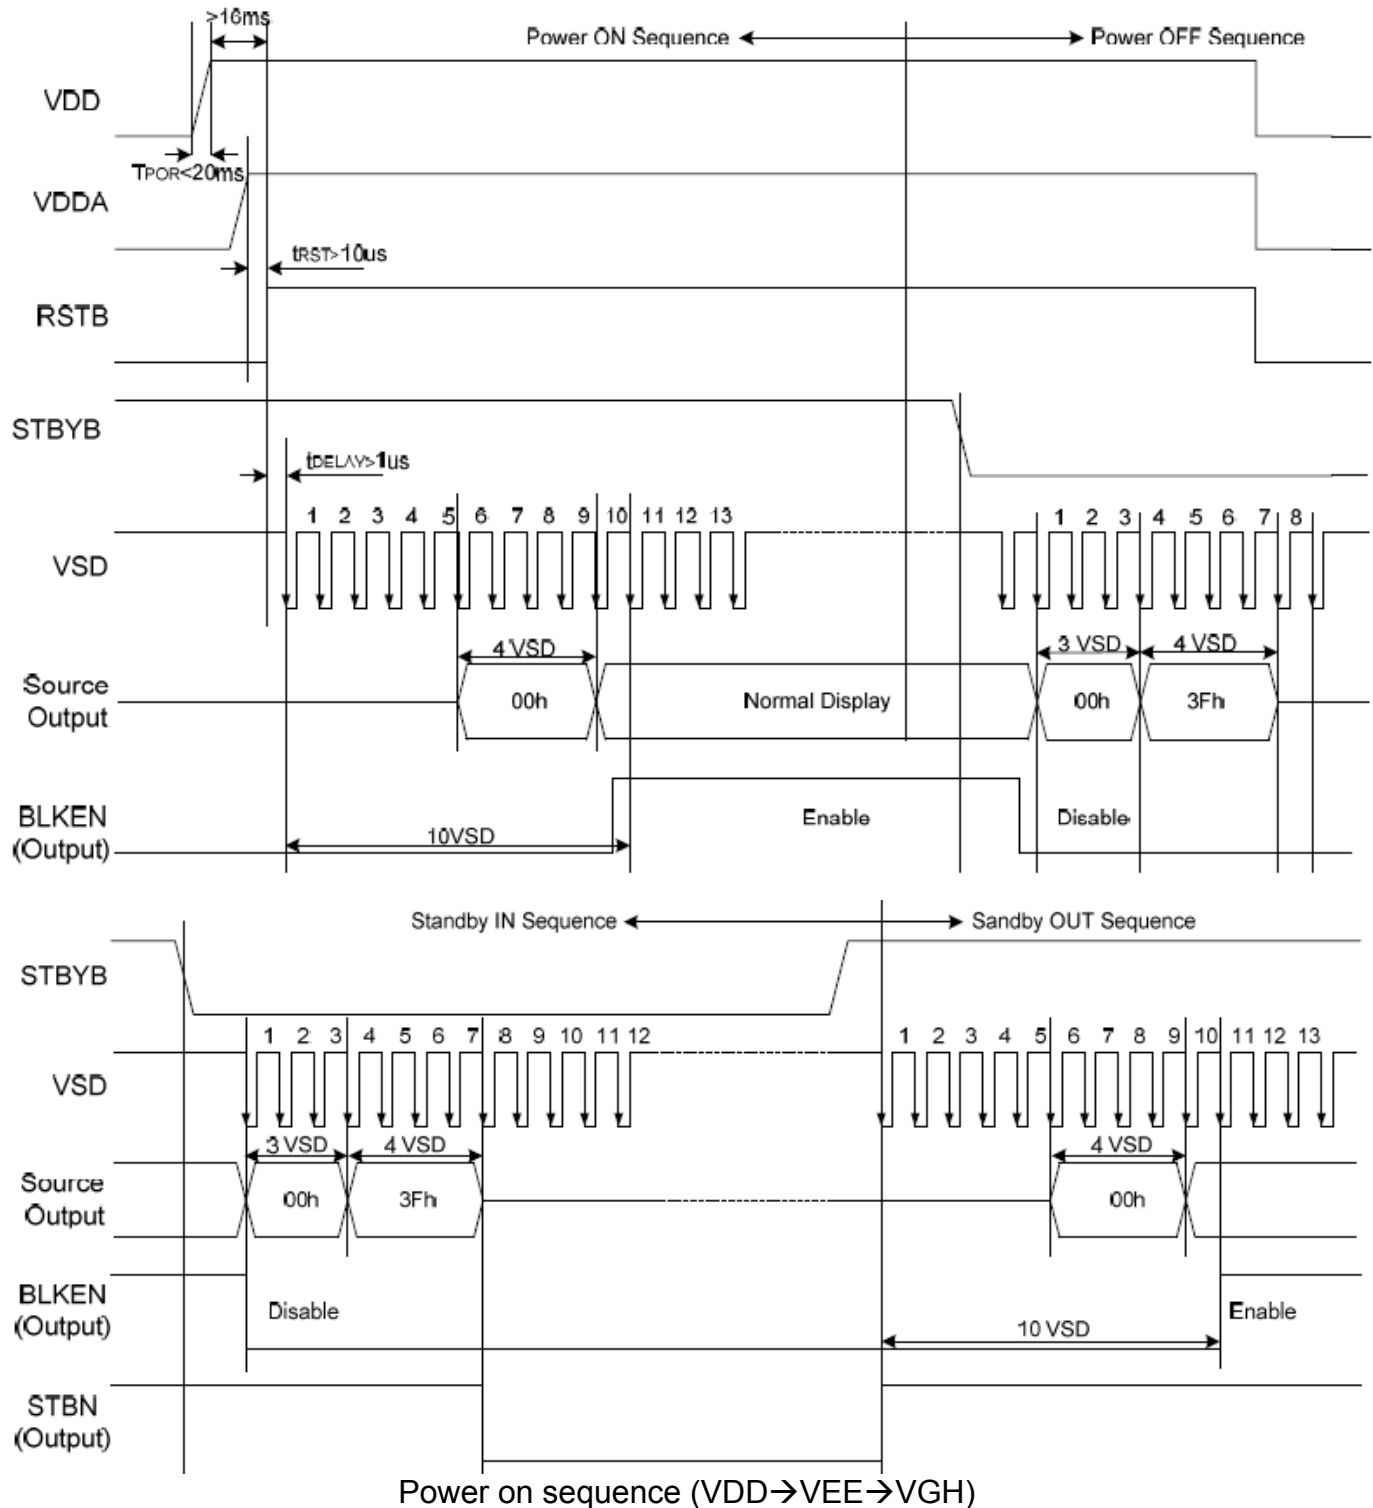 >16ms
Power ON Sequence
Power OFF Sequence
VDD
TPOR<20ms
VDDA
tRST>10us
RSTB
STBYB
tDELAY>1us
1 2 3 4 5 6 7 8 9 10 11 12 13
1 2 3 4 5 6 7 8
VSD
4 VSD
3 VSD
4 VSD
Source
Output
00h
Normal Display
00h
3Fh
BLKEN
(Output)
10VSD
Enable
Disable
Standby IN Sequence
Sandby OUT Sequence
STBYB
1 2 3 4 5 6 7 8 9 10 11 12
1 2 3 4 5 6 7 8 9 10 11 12 13
VSD
3 VSD
4 VSD
4 VSD
Source
Output
00h
3Fh
00h
BLKEN
(Output)
Disable
10 VSD
Enable
STBN
(Output)
Power on sequence (VDD→VEE→VGH)